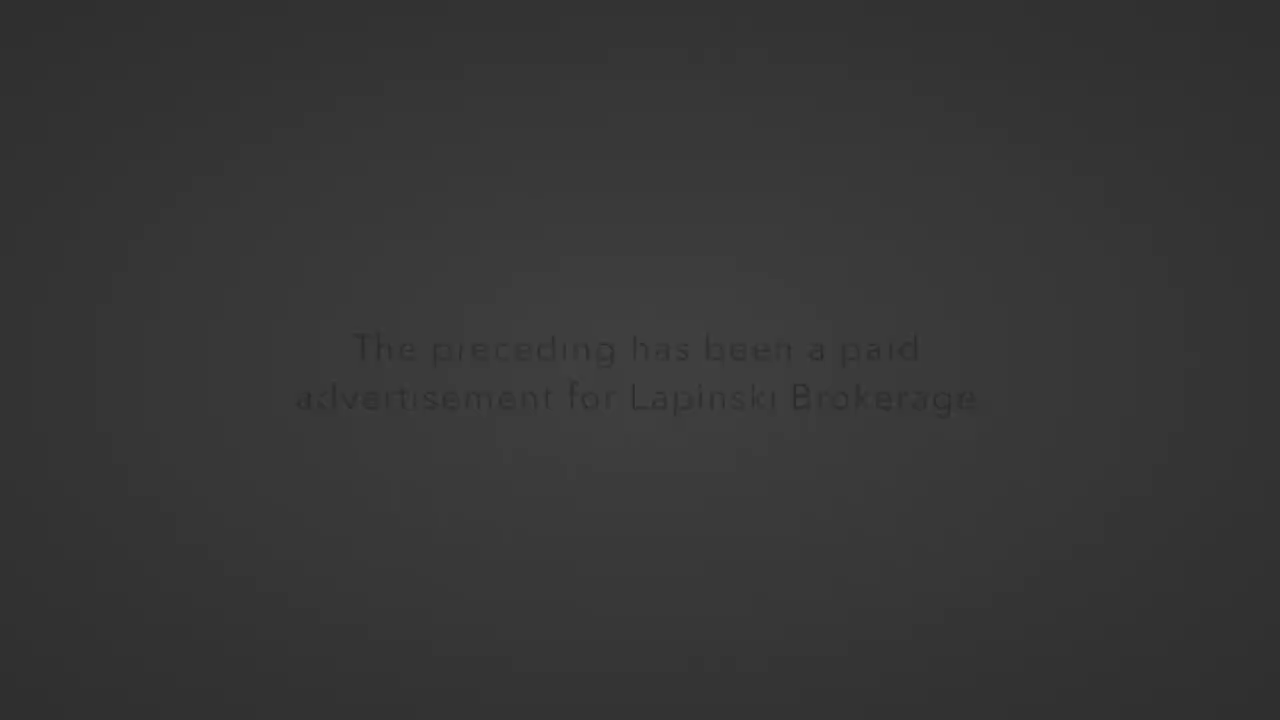 The preceding has been a paid
advertisement for Lapinski Brokerage